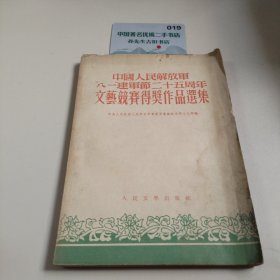 019
中国著名优城二手书店
孙先生古旧书店
中國人民解放軍
八一建軍節二十五周年
文藝競賽得獎作品選集
人民文學出版社